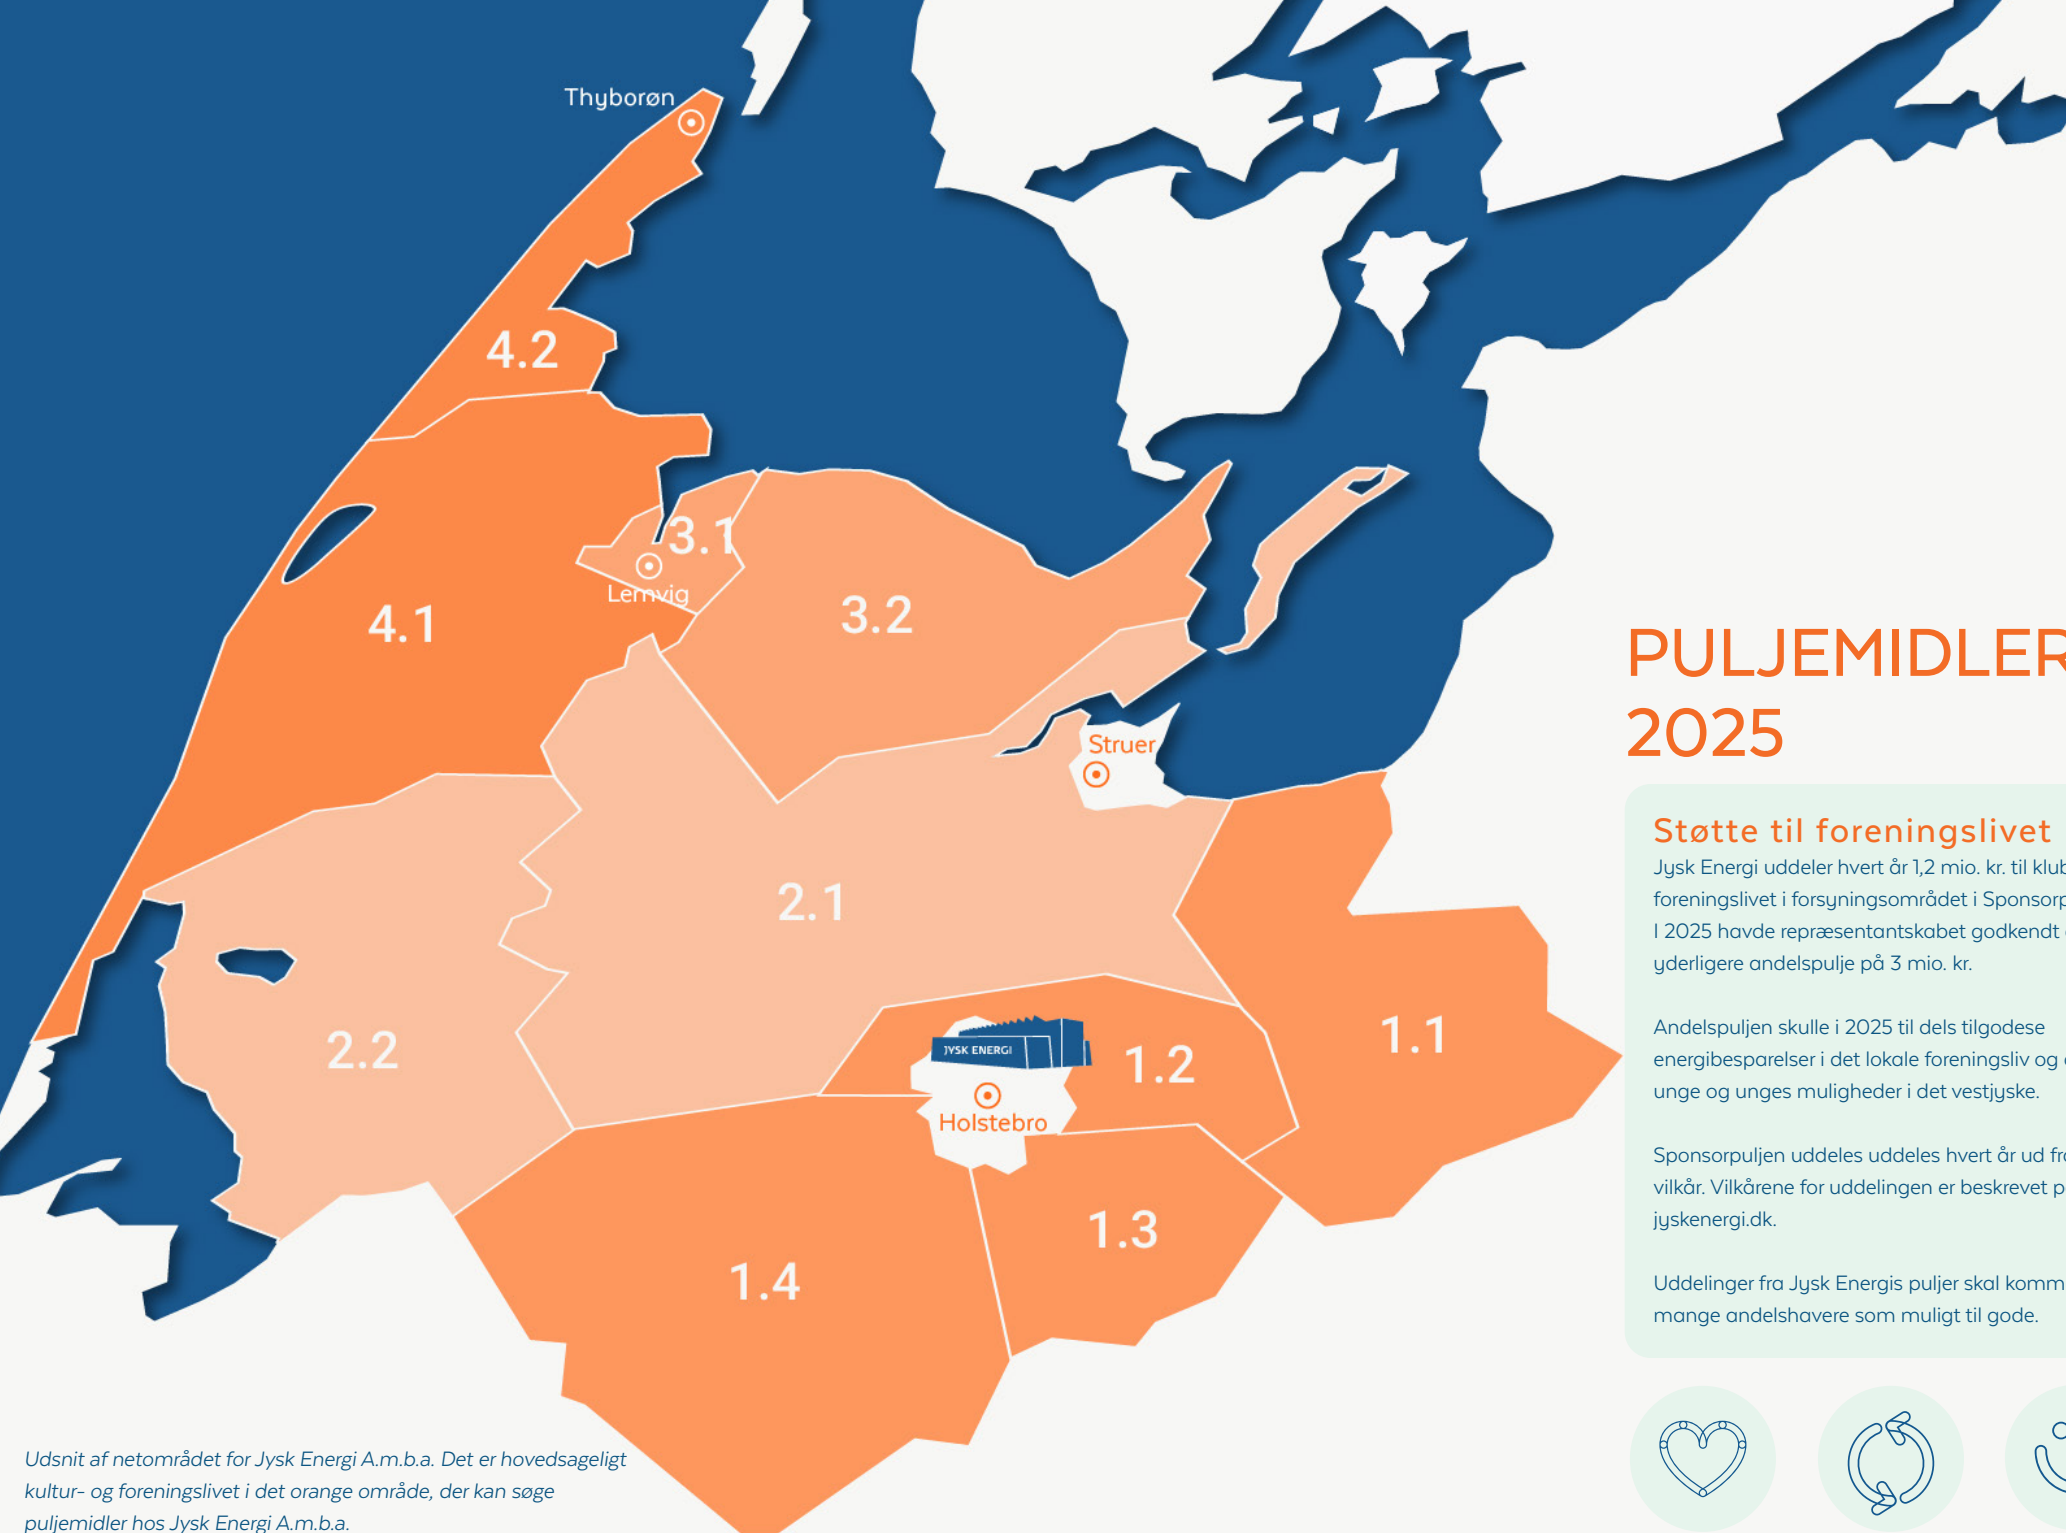 Thyborøn
4.2
3.1
Lemvig
4.1
3.2
Struer
2.1
2.2
JYSK ENERGI
1.2
1.1
Holstebro
1.3
1.4
PULJEMIDLER
2025
Støtte til foreningslivet
Jysk Energi uddeler hvert år 1,2 mio. kr. til
foreningslivet i forsyningsområdet i
I 2025 havde repræsentantskabet godkendt
yderligere andelspulje på 3 mio. kr.
Andelspuljen skulle i 2025 til dels tilgodese
energibesparelser i det lokale foreningsliv og
unge og unges muligheder i det vestjyske.
Sponsorpuljen uddeles uddeles hvert år ud
vilkår. Vilkårene for uddelingen er beskrevet
jyskenergi.dk.
Uddelinger fra Jysk Energis puljer skal
mange andelshavere som muligt til gode.
Udsnit af netområdet for Jysk Energi A.m.b.a. Det er hovedsageligt
kultur- og foreningslivet i det orange område, der kan søge
puljemidler hos Jysk Energi A.m.b.a.